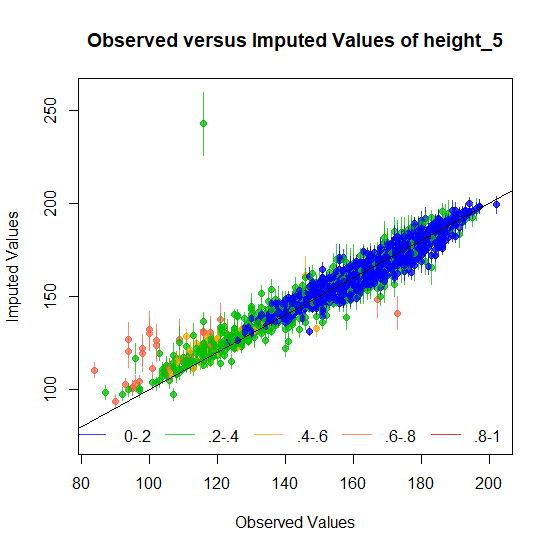 Observed versus Imputed Values of height_5
Imputed Values
250
200
150
100
0-.2 .2-.4 .4-.6 .6-.8 .8-1
80 100 120 140 160 180 200
Observed Values